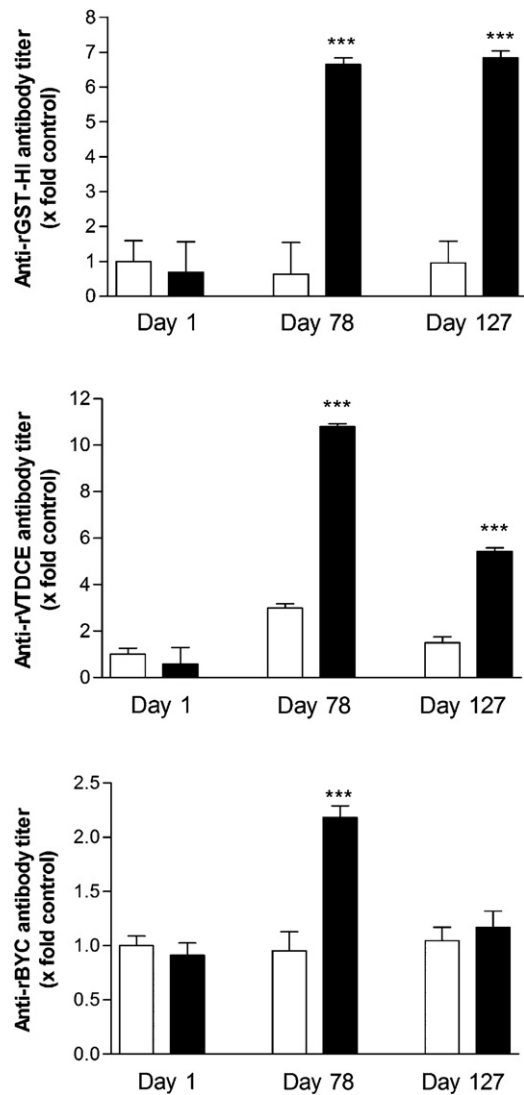 Anti-rGST-Hl antibody titer
(x fold control)
8
7
6
5
4
3
2
1
0
***
***
Day 1
Day 78
Day 127
Anti-rVTDCE antibody titer
(x fold control)
12
10
8
6
4
2
0
***
***
Day 1
Day 78
Day 127
Anti-rBYC antibody titer
(x fold control)
2.5
2.0
1.5
1.0
0.5
0.0
***
Day 1
Day 78
Day 127